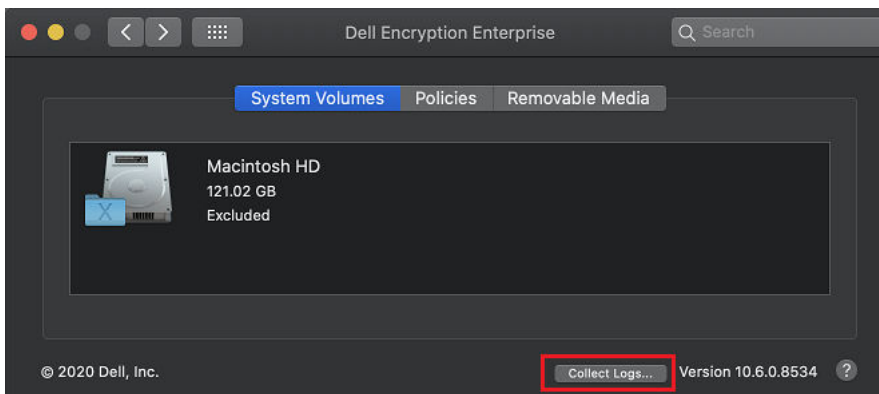 Dell Encryption Enterprise
Search
System Volumes Policies Removable Media
Macintosh HD
121.02 GB
X
Excluded
© 2020 Dell, Inc. Collect Logs... Version 10.6.0.8534 ?